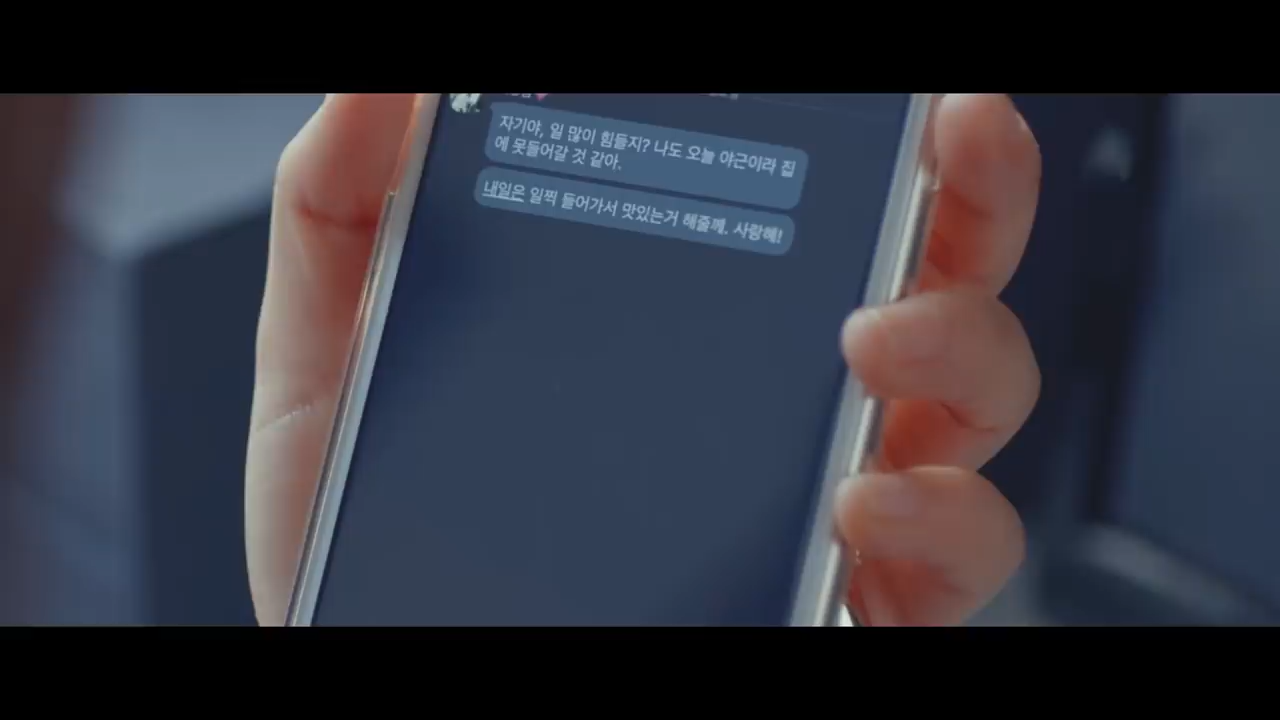 자기야, 일 많이 힘들지? 나도 오늘 야근이라 집
에 못들어갈 것 같아.
내일은 일찍 들어가서 맛있는거 해줄께. 사랑해!